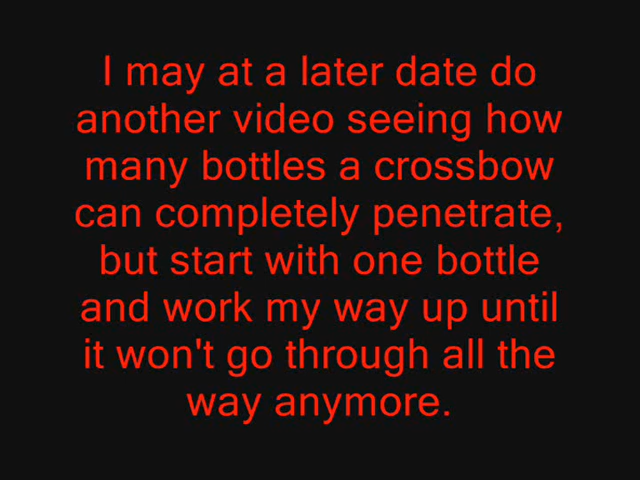 I may at a later date do
another video seeing how
many bottles a crossbow
can completely penetrate,
but start with one bottle
and work my way up until
it won't go through all the
way anymore.